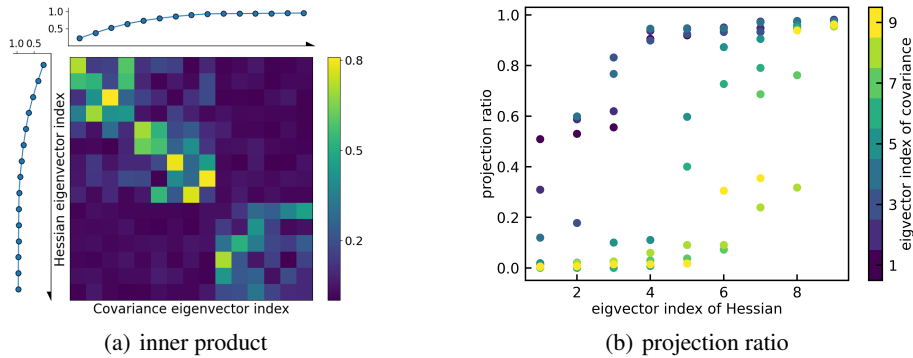 1.0
0.5
1.0 0.5
Hessian eigenvector index
Covariance eigenvector index
0.8
0.5
0.2
(a) inner product
projection ratio
1.0
0.8
0.6
0.4
0.2
0.0
2 4 6 8
eigvector index of Hessian
9
7
5
3
1
eigvector index of covariance
(b) projection ratio